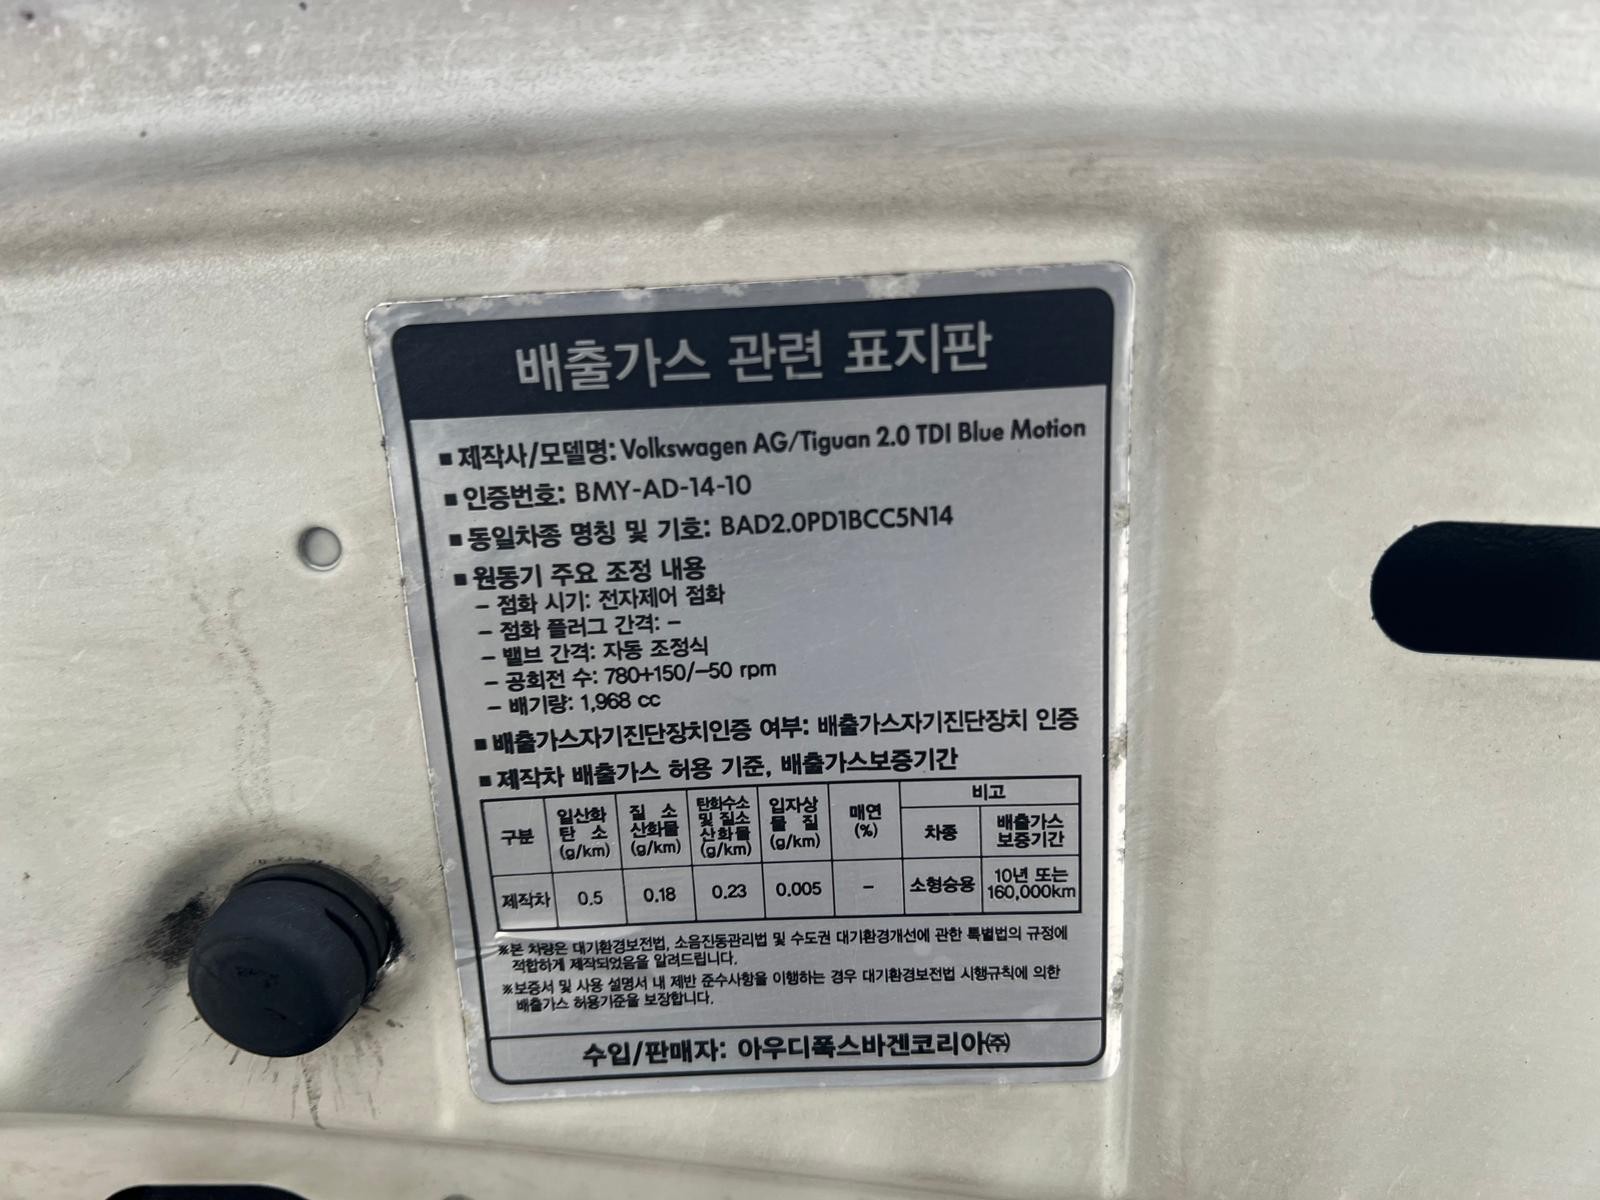 배출가스 관련 표지판
■ 제작사/모델명: Volkswagen AG/Tiguan 2.0 TDI Blue Motion
■ 인증번호: BMY-AD-14-10
■ 동일차종 명칭 및 기호: BAD2.0PD1BCC5N14
■ 원동기 주요 조정 내용
– 점화 시기: 전자제어 점화
– 점화 플러그 간격: –
– 밸브 간격: 자동 조정식
– 공회전 수: 780+150/–50 rpm
– 배기량: 1,968 cc
■ 배출가스자기진단장치인증 여부: 배출가스자기진단장치 인증
■ 제작차 배출가스 허용 기준, 배출가스보증기간
구분 일산화탄소 (g/km) 질소산화물 (g/km) 탄화수소 및 질소산화물 (g/km) 입자상물질 (g/km) 매연 (%) 비고
차종 배출가스 보증기간
제작차 0.5 0.18 0.23 0.005 – 소형승용 10년 또는 160,000km
※본 차량은 대기환경보전법, 소음진동관리법 및 수도권 대기환경개선에 관한 특별법의 규정에
적합하게 제작되었음을 알려드립니다.
※보증서 및 사용 설명서 내 제반 준수사항을 이행하는 경우 대기환경보전법 시행규칙에 의한
배출가스 허용기준을 보장합니다.
수입/판매자: 아우디폭스바겐코리아㈜